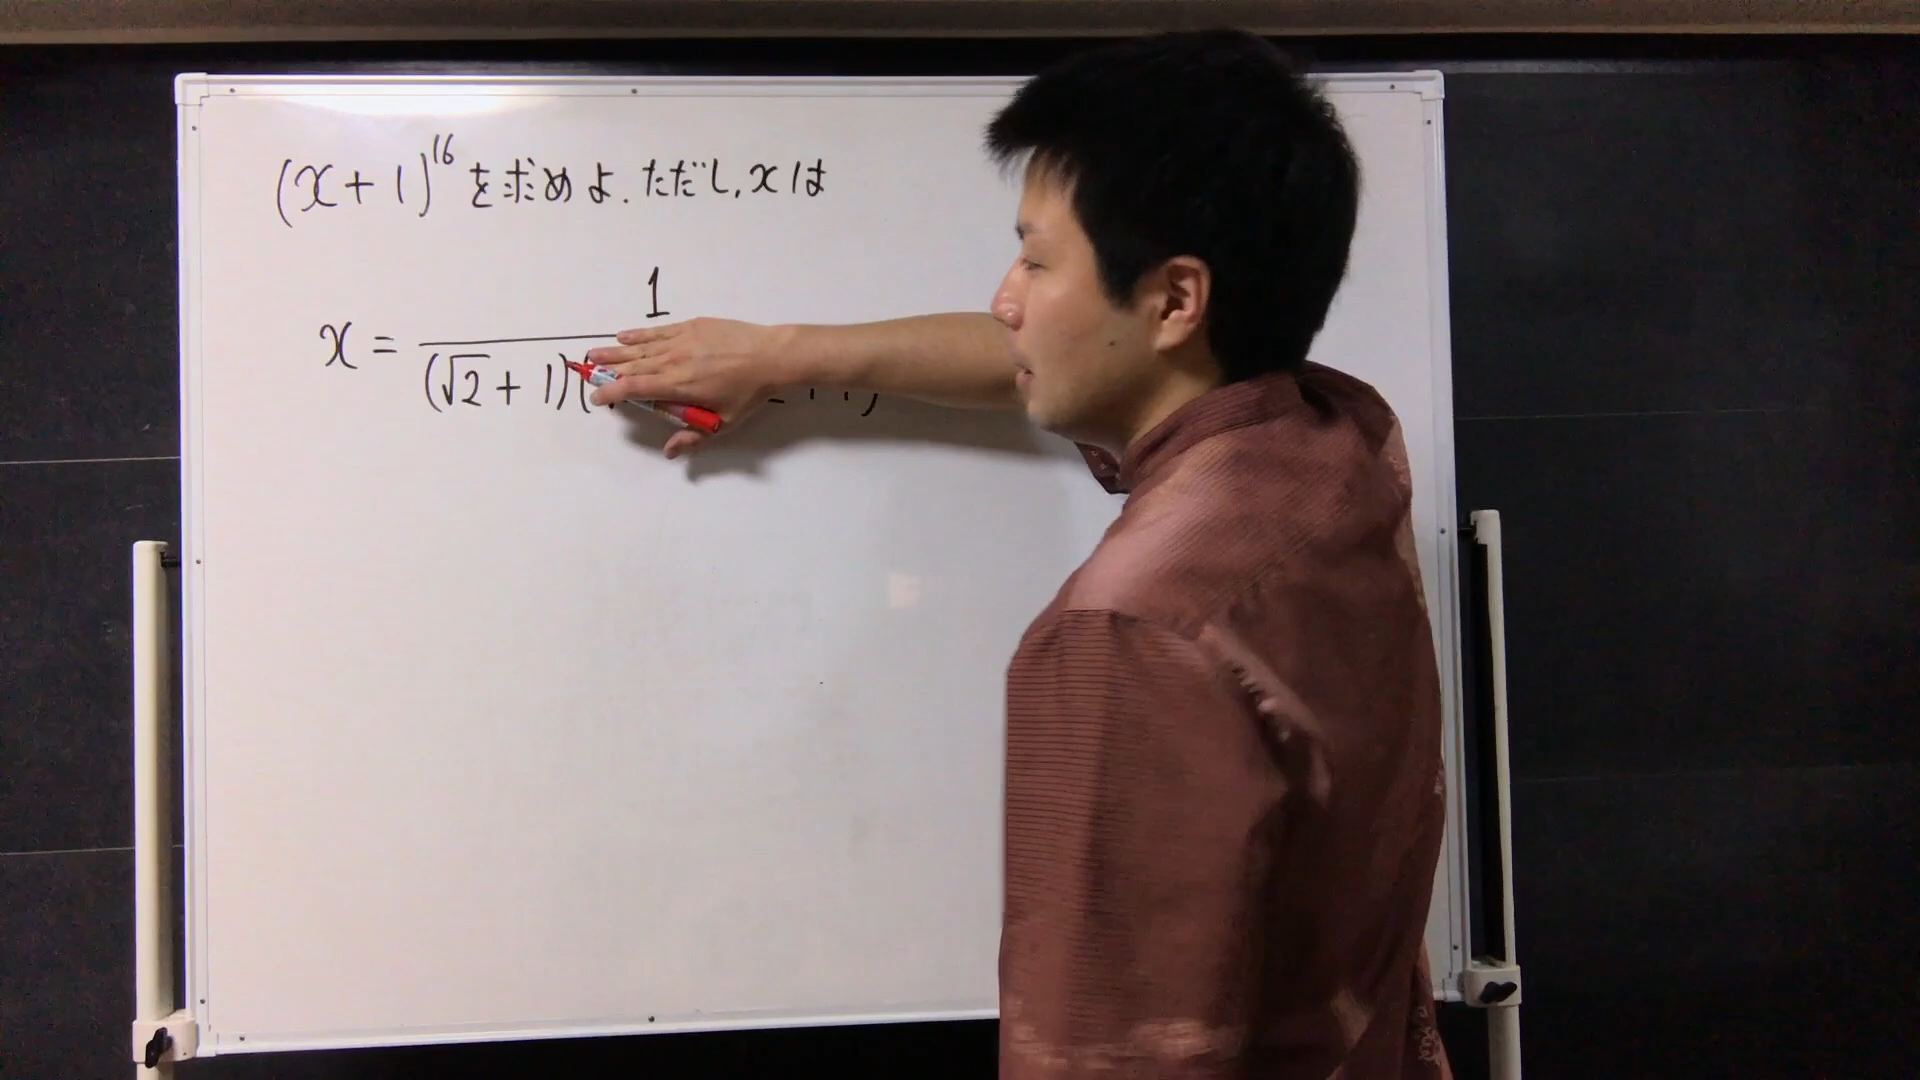 (x+1)^16 を求めよ. ただし, x は
1
x =
(√2+1)(